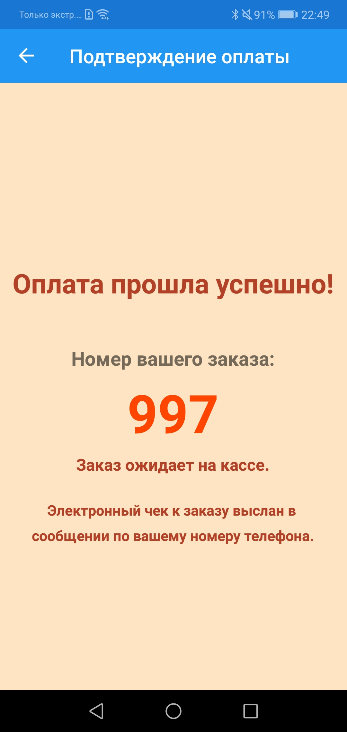 Только экстр... 91% 22:49
Подтверждение оплаты
Оплата прошла успешно!
Номер вашего заказа:
997
Заказ ожидает на кассе.
Электронный чек к заказу выслан в
сообщении по вашему номеру телефона.